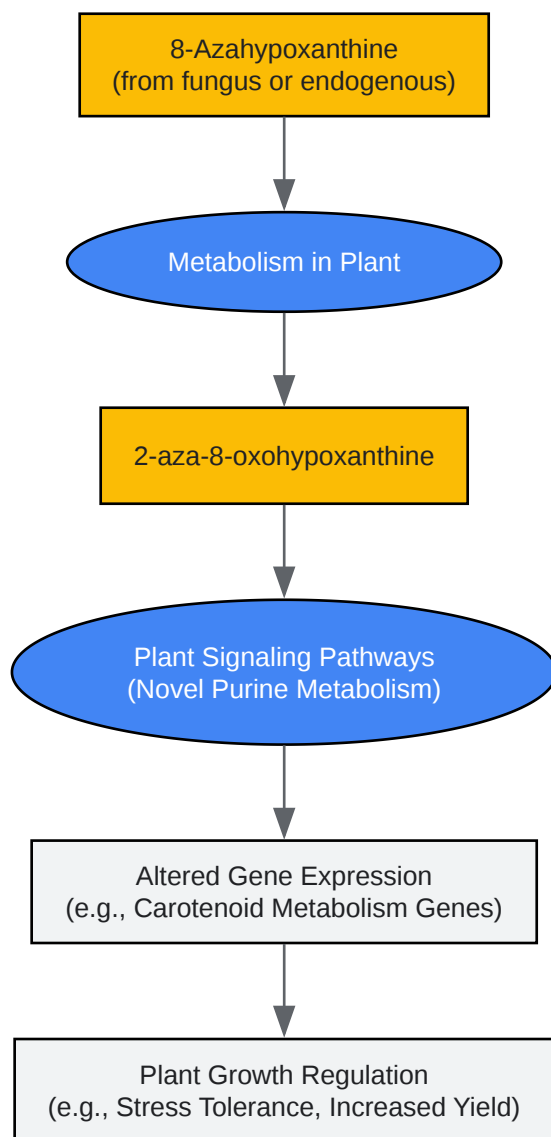 8-Azahypoxanthine
(from fungus or endogenous)
Metabolism in Plant
2-aza-8-oxohypoxanthine
Plant Signaling Pathways
(Novel Purine Metabolism)
Altered Gene Expression
(e.g., Carotenoid Metabolism Genes)
Plant Growth Regulation
(e.g., Stress Tolerance, Increased Yield)